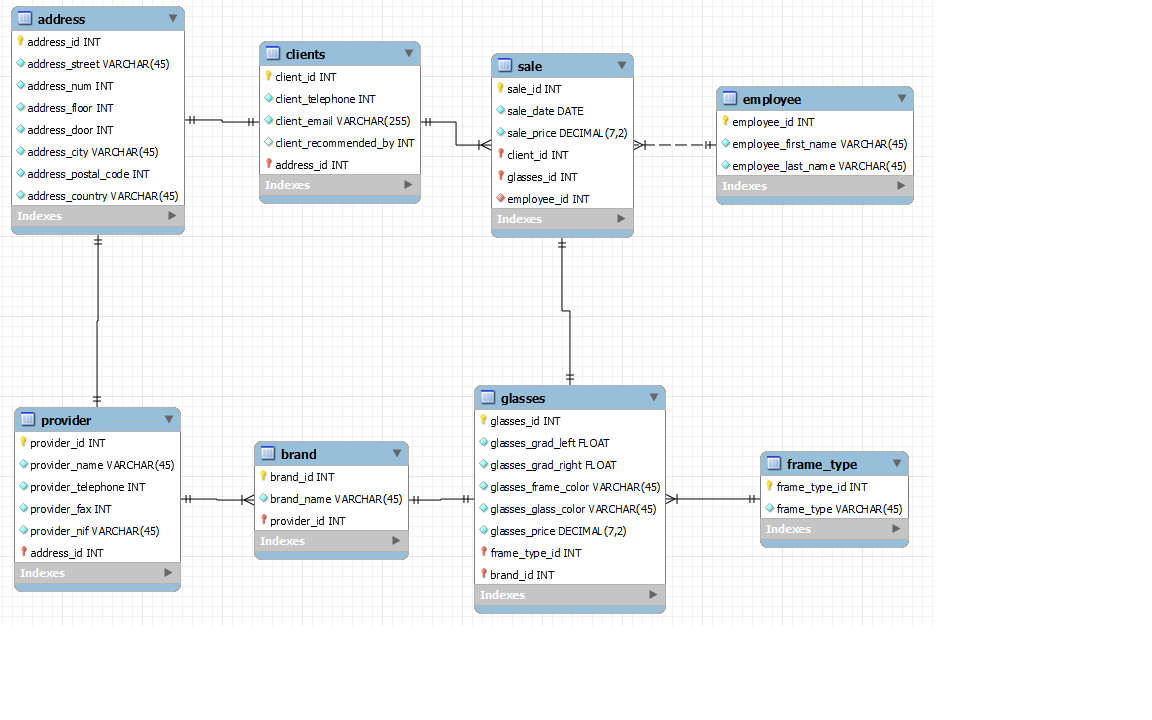 address
address_id INT
address_street VARCHAR(45)
address_num INT
address_floor INT
address_door INT
address_city VARCHAR(45)
address_postal_code INT
address_country VARCHAR(45)
Indexes
clients
client_id INT
client_telephone INT
client_email VARCHAR(255)
client_recommended_by INT
address_id INT
Indexes
sale
sale_id INT
sale_date DATE
sale_price DECIMAL(7,2)
client_id INT
glasses_id INT
employee_id INT
Indexes
employee
employee_id INT
employee_first_name VARCHAR(45)
employee_last_name VARCHAR(45)
Indexes
provider
provider_id INT
provider_name VARCHAR(45)
provider_telephone INT
provider_fax INT
provider_nif VARCHAR(45)
address_id INT
Indexes
brand
brand_id INT
brand_name VARCHAR(45)
provider_id INT
Indexes
glasses
glasses_id INT
glasses_grad_left FLOAT
glasses_grad_right FLOAT
glasses_frame_color VARCHAR(45)
glasses_glass_color VARCHAR(45)
glasses_price DECIMAL(7,2)
frame_type_id INT
brand_id INT
Indexes
frame_type
frame_type_id INT
frame_type VARCHAR(45)
Indexes